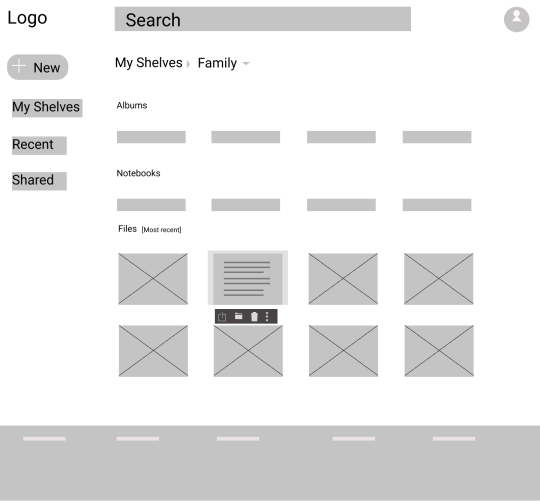 Logo
Search
New
My Shelves Family
My Shelves
Albums
Recent
Notebooks
Shared
Files [Most recent]